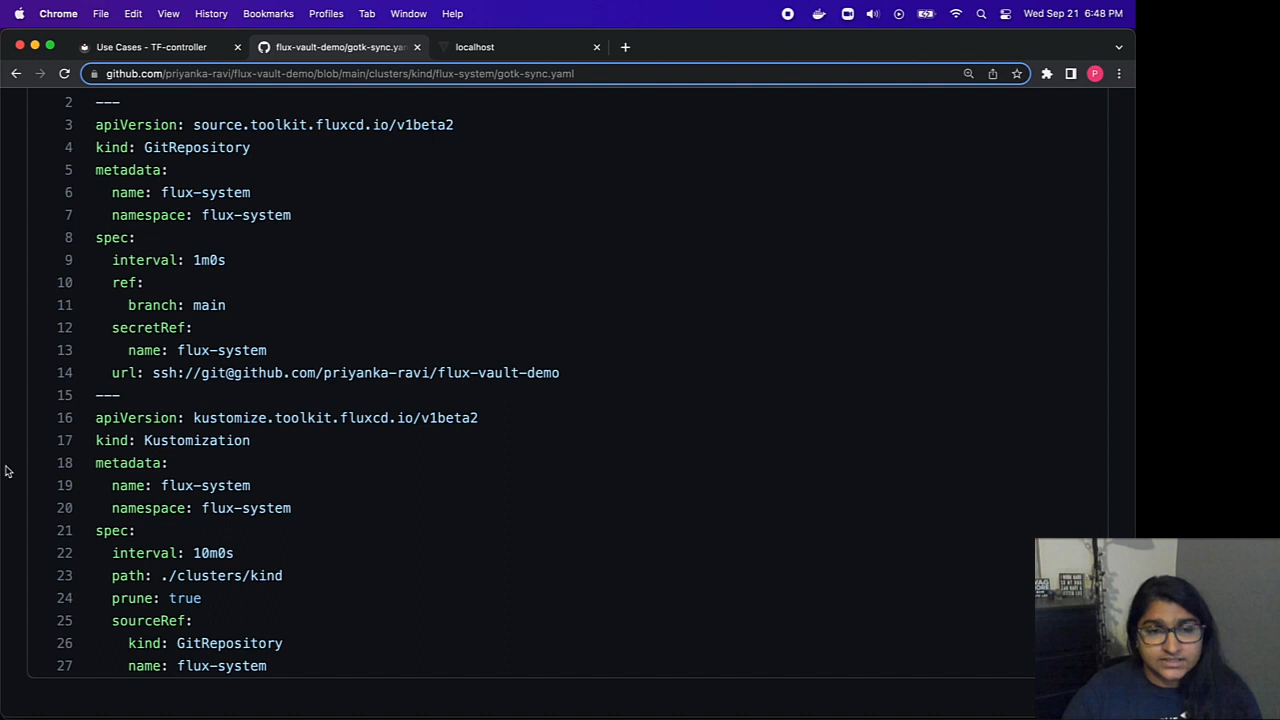 Chrome File Edit View History Bookmarks Profiles Tab Window Help Wed Sep 21 6:48 PM
Use Cases - TF-controller flux-vault-demo/gotk-sync.yan localhost
github.com/priyanka-ravi/flux-vault-demo/blob/main/clusters/kind/flux-system/gotk-sync.yaml P
2 ---
3 apiVersion: source.toolkit.fluxcd.io/v1beta2
4 kind: GitRepository
5 metadata:
6 name: flux-system
7 namespace: flux-system
8 spec:
9 interval: 1m0s
10 ref:
11 branch: main
12 secretRef:
13 name: flux-system
14 url: ssh://git@github.com/priyanka-ravi/flux-vault-demo
15 ---
16 apiVersion: kustomize.toolkit.fluxcd.io/v1beta2
17 kind: Kustomization
18 metadata:
19 name: flux-system
20 namespace: flux-system
21 spec:
22 interval: 10m0s
23 path: ./clusters/kind
24 prune: true
25 sourceRef:
26 kind: GitRepository
27 name: flux-system